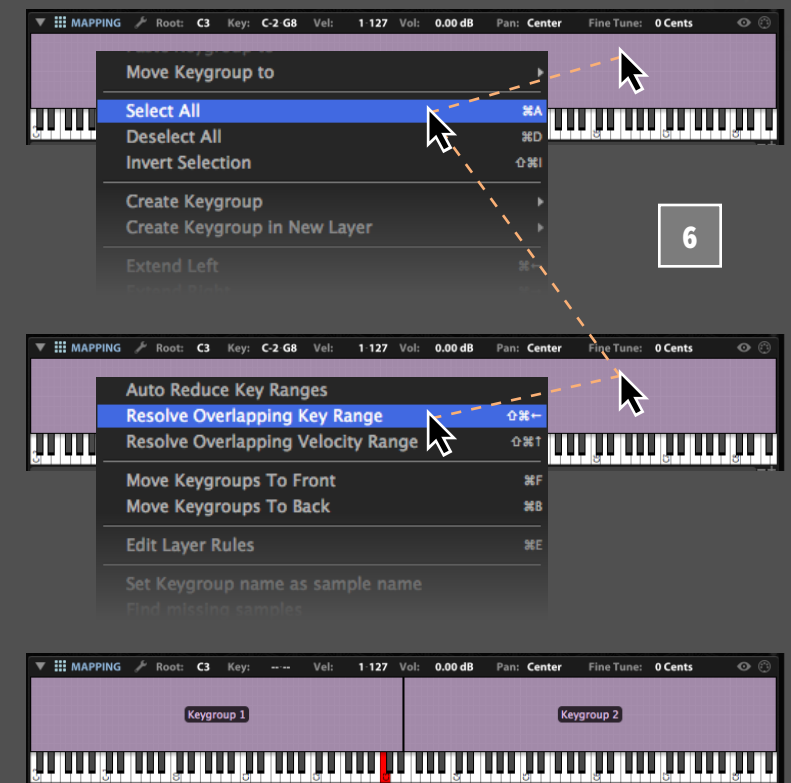 MAPPING Root: C3 Key: C-2-G8 Vel: 1-127 Vol: 0.00 dB Pan: Center Fine Tune: 0 Cents
Move Keygroup to
Select All ⌘A
Deselect All ⌘D
Invert Selection ⇧⌘I
Create Keygroup
Create Keygroup in New Layer
Extend Left ⌘←
Extend Right
6
MAPPING Root: C3 Key: C-2-G8 Vel: 1-127 Vol: 0.00 dB Pan: Center Fine Tune: 0 Cents
Auto Reduce Key Ranges
Resolve Overlapping Key Range ⇧⌘←
Resolve Overlapping Velocity Range ⇧⌘↑
Move Keygroups To Front ⌘F
Move Keygroups To Back ⌘B
Edit Layer Rules ⌘E
Set Keygroup name as sample name
Find missing samples
MAPPING Root: C3 Key: -- -- Vel: 1-127 Vol: 0.00 dB Pan: Center Fine Tune: 0 Cents
Keygroup 1 Keygroup 2